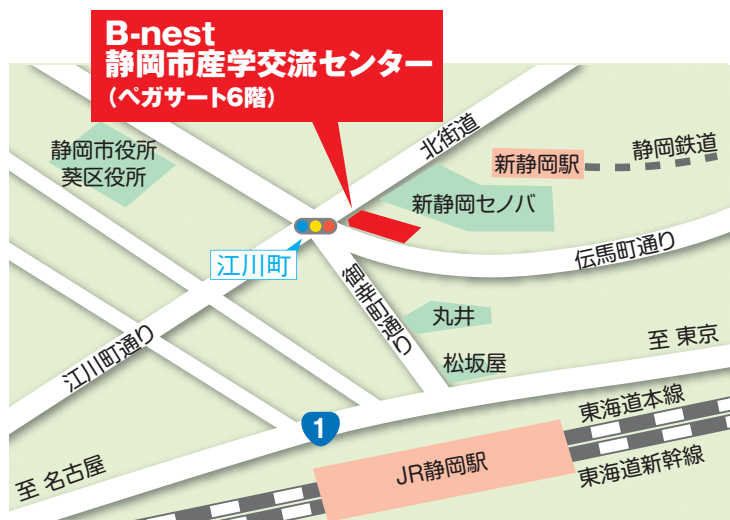 B-nest
静岡市産学交流センター
（ペガサート6階）
北街道
静岡鉄道
新静岡駅
静岡市役所
葵区役所
新静岡セノバ
江川町
伝馬町通り
御幸町通り
丸井
松坂屋
江川町通り
至 東京
1
東海道本線
至 名古屋
JR静岡駅
東海道新幹線